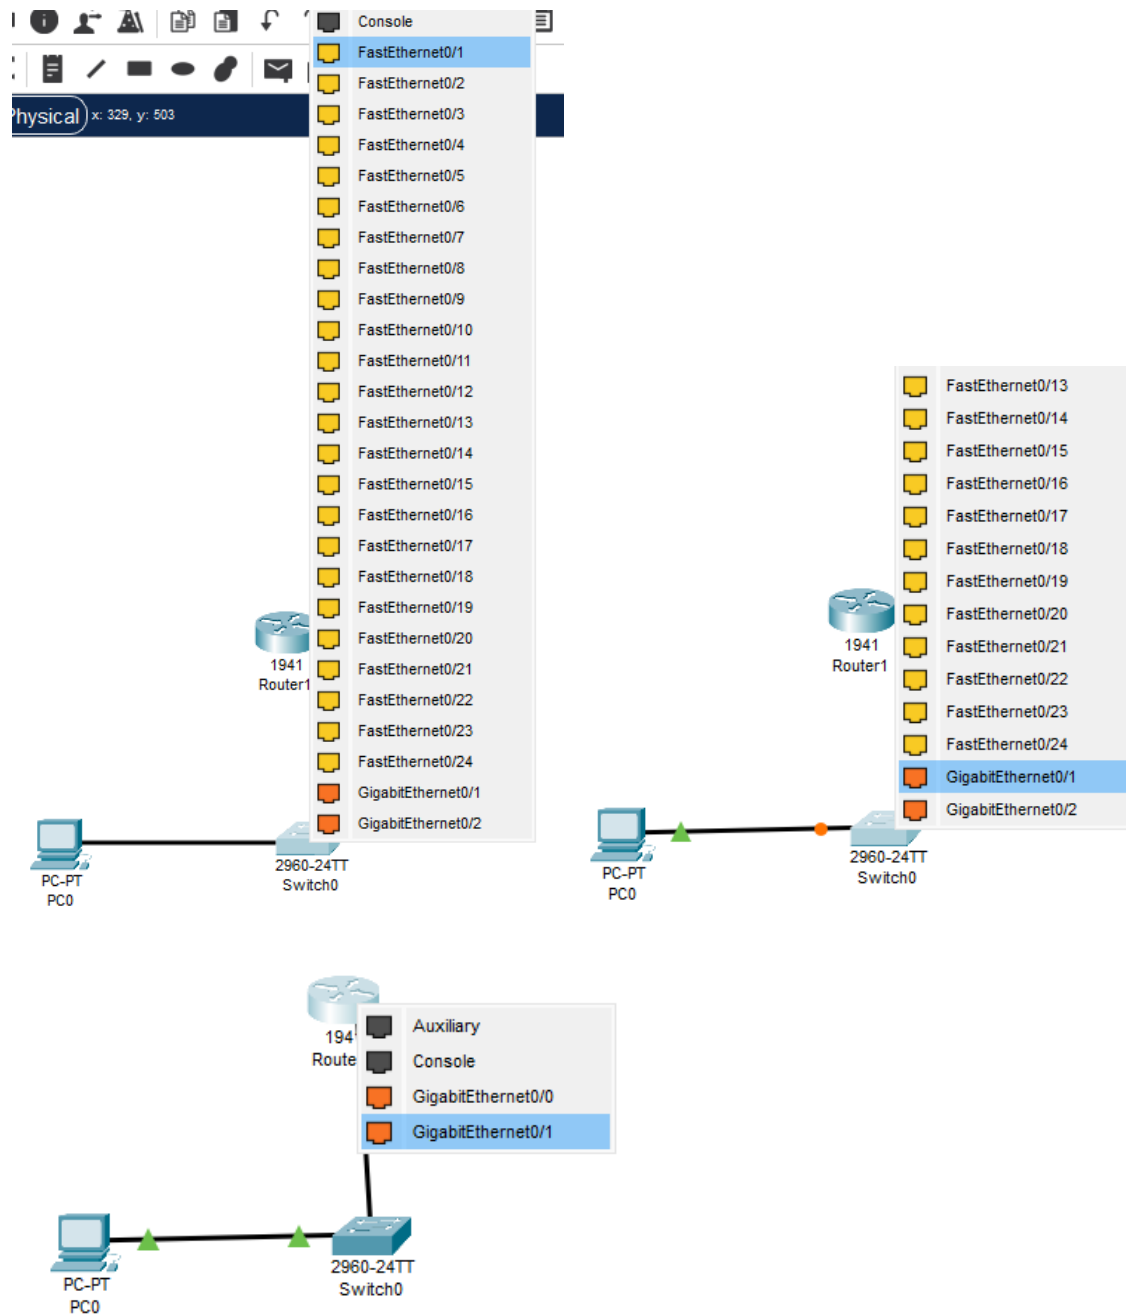 Console
FastEthernet0/1
FastEthernet0/2
hysical x: 329, y: 503
FastEthernet0/3
FastEthernet0/4
FastEthernet0/5
FastEthernet0/6
FastEthernet0/7
FastEthernet0/8
FastEthernet0/9
FastEthernet0/10
FastEthernet0/11
FastEthernet0/12
FastEthernet0/13
FastEthernet0/14
FastEthernet0/15
FastEthernet0/16
FastEthernet0/17
FastEthernet0/18
FastEthernet0/19
FastEthernet0/20
FastEthernet0/21
FastEthernet0/22
FastEthernet0/23
FastEthernet0/24
GigabitEthernet0/1
GigabitEthernet0/2
1941
Router1
PC-PT
PC0
2960-24TT
Switch0
FastEthernet0/13
FastEthernet0/14
FastEthernet0/15
FastEthernet0/16
FastEthernet0/17
FastEthernet0/18
FastEthernet0/19
FastEthernet0/20
FastEthernet0/21
FastEthernet0/22
FastEthernet0/23
FastEthernet0/24
GigabitEthernet0/1
GigabitEthernet0/2
1941
Router1
PC-PT
PC0
2960-24TT
Switch0
Auxiliary
Console
GigabitEthernet0/0
GigabitEthernet0/1
194
Route
PC-PT
PC0
2960-24TT
Switch0